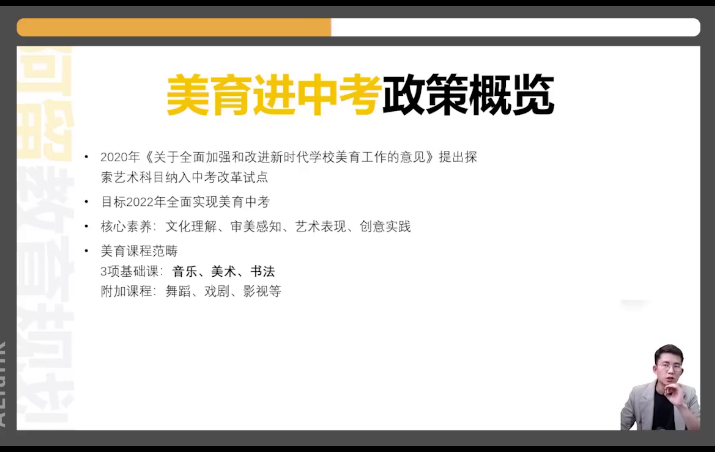 美育进中考政策概览
• 2020年《关于全面加强和改进新时代学校美育工作的意见》提出探
索艺术科目纳入中考改革试点
• 目标2022年全面实现美育中考
• 核心素养：文化理解、审美感知、艺术表现、创意实践
• 美育课程范畴
3项基础课：音乐、美术、书法
附加课程：舞蹈、戏剧、影视等
教育规划